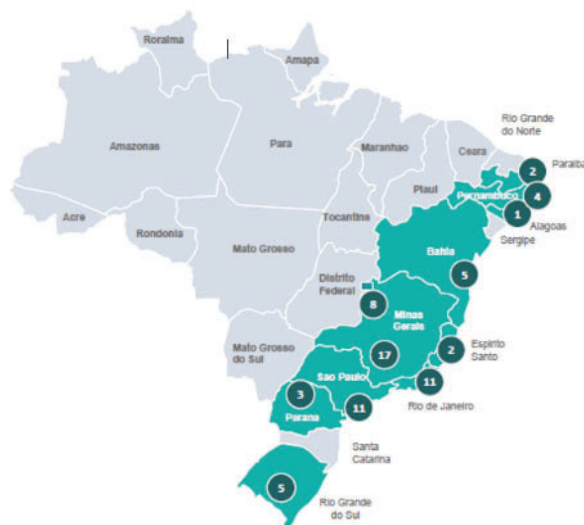 Roraima
Amapa
Rio Grande
do Norte
Amazonas
Para
Maranhao
Ceara
2
Paraiba
Piaui
Pernambuco
4
Acre
Tocantins
1
Alagoas
Rondonia
Sergipe
Mato Grosso
Bahia
5
Distrito
Federal
8
Minas
Gerais
Mato Grosso
do Sul
17
2
Espirito
Santo
Sao Paulo
3
11
Parana
11
Rio de Janeiro
Santa
Catarina
5
Rio Grande
do Sul